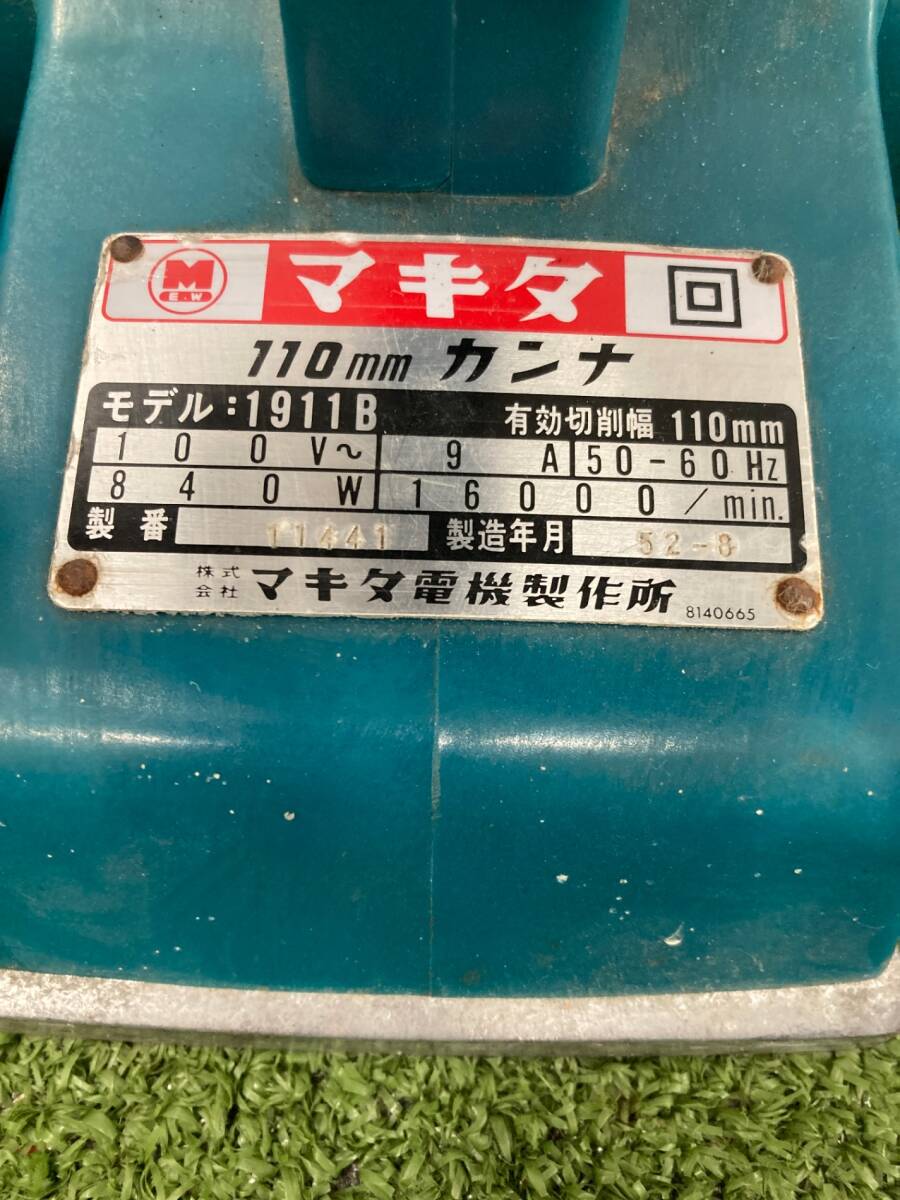 M
E.W
マキタ
110mm カンナ
モデル:1911B 有効切削幅 110mm
100V~ 9A 50-60Hz
840W 16000/min.
製番 11441 製造年月 52-8
株式会社 マキタ電機製作所 8140665